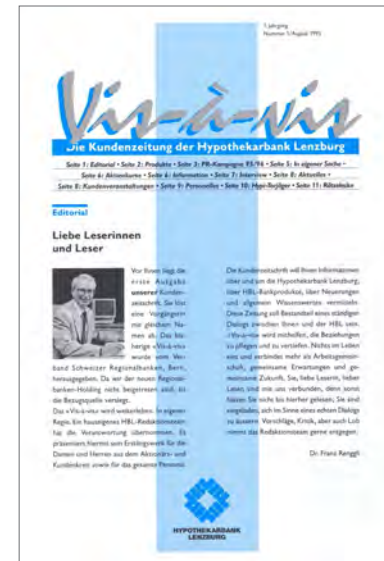 1. Jahrgang
Nummer 1/August 1995
Vis-à-vis
Die Kundenzeitung der Hypothekarbank Lenzburg
Seite 1: Editorial • Seite 2: Produkte • Seite 3: PR-Kampagne 95/96 • Seite 5: In eigener Sache •
Seite 6: Aktienkurse • Seite 6: Information • Seite 7: Interview • Seite 8: Aktuelles •
Seite 8: Kundenveranstaltungen • Seite 9: Personelles • Seite 10: Hypi-Torjäger • Seite 11: Rätselecke
Editorial
Liebe Leserinnen
und Leser
Vor Ihnen liegt die
erste Ausgabe
unserer Kunden-
zeitschrift. Sie löst
eine Vorgängerin
mit gleichem Na-
men ab. Das bis-
herige «Vis-à-vis»
wurde vom Ver-
band Schweizer Regionalbanken, Bern,
herausgegeben. Da wir der neuen Regional-
banken-Holding nicht beigetreten sind, ist
die Bezugsquelle versiegt.
Das «Vis-à-vis» wird weiterleben. In eigener
Regie. Ein hauseigenes HBL-Redaktionsteam
hat die Verantwortung übernommen. Es
präsentiert hiermit sein Erstlingswerk für die
Damen und Herren aus dem Aktionärs- und
Kundenkreis sowie für das gesamte Personal.
Die Kundenzeitschrift will Ihnen Informationen
über und um die Hypothekarbank Lenzburg,
über HBL-Bankprodukte, über Neuerungen
und allgemein Wissenswertes vermitteln.
Diese Zeitung soll Bestandteil eines ständigen
Dialogs zwischen Ihnen und der HBL sein.
«Vis-à-vis» wird mithelfen, die Beziehungen
zu pflegen und zu vertiefen. Nichts im Leben
eint und verbindet mehr als Arbeitsgemein-
schaft, gemeinsame Erwartungen und ge-
meinsame Zukunft. Sie, liebe Leserin, lieber
Leser, sind mit uns verbunden, denn sonst
hätten Sie nicht bis hierher gelesen. Sie sind
eingeladen, sich im Sinne eines echten Dialogs
zu äussern. Vorschläge, Kritik, aber auch Lob
nimmt das Redaktionsteam gerne entgegen.
Dr. Franz Renggli
HYPOTHEKARBANK
LENZBURG